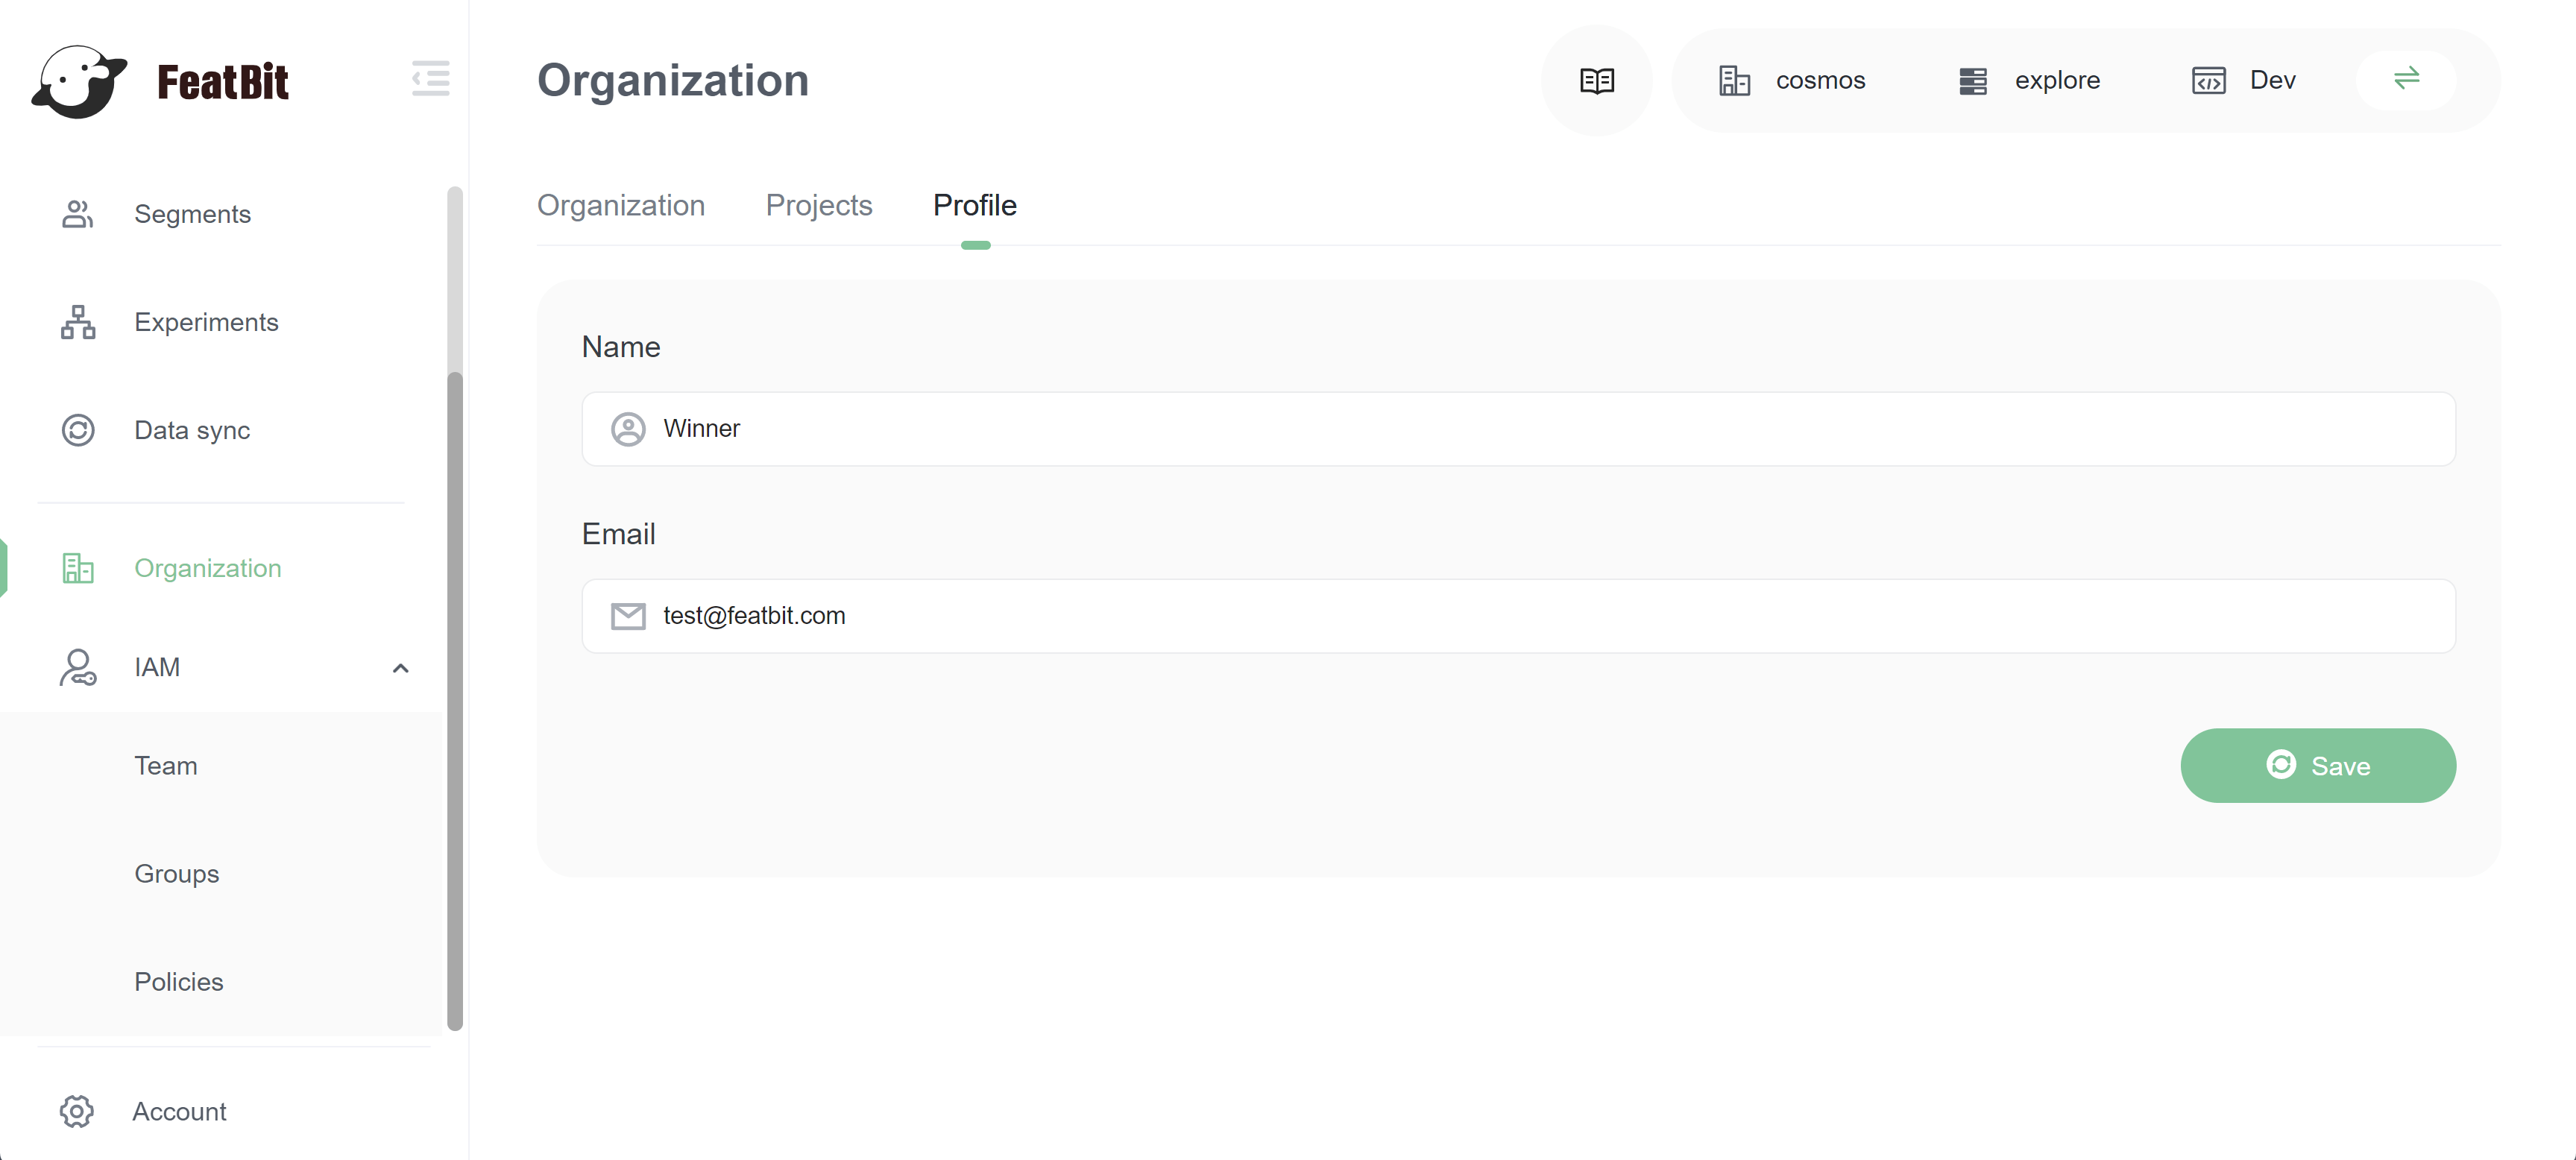 FeatBit
Segments
Experiments
Data sync
Organization
IAM
Team
Groups
Policies
Account
Organization
cosmos
explore
Dev
Organization
Projects
Profile
Name
Winner
Email
test@featbit.com
Save